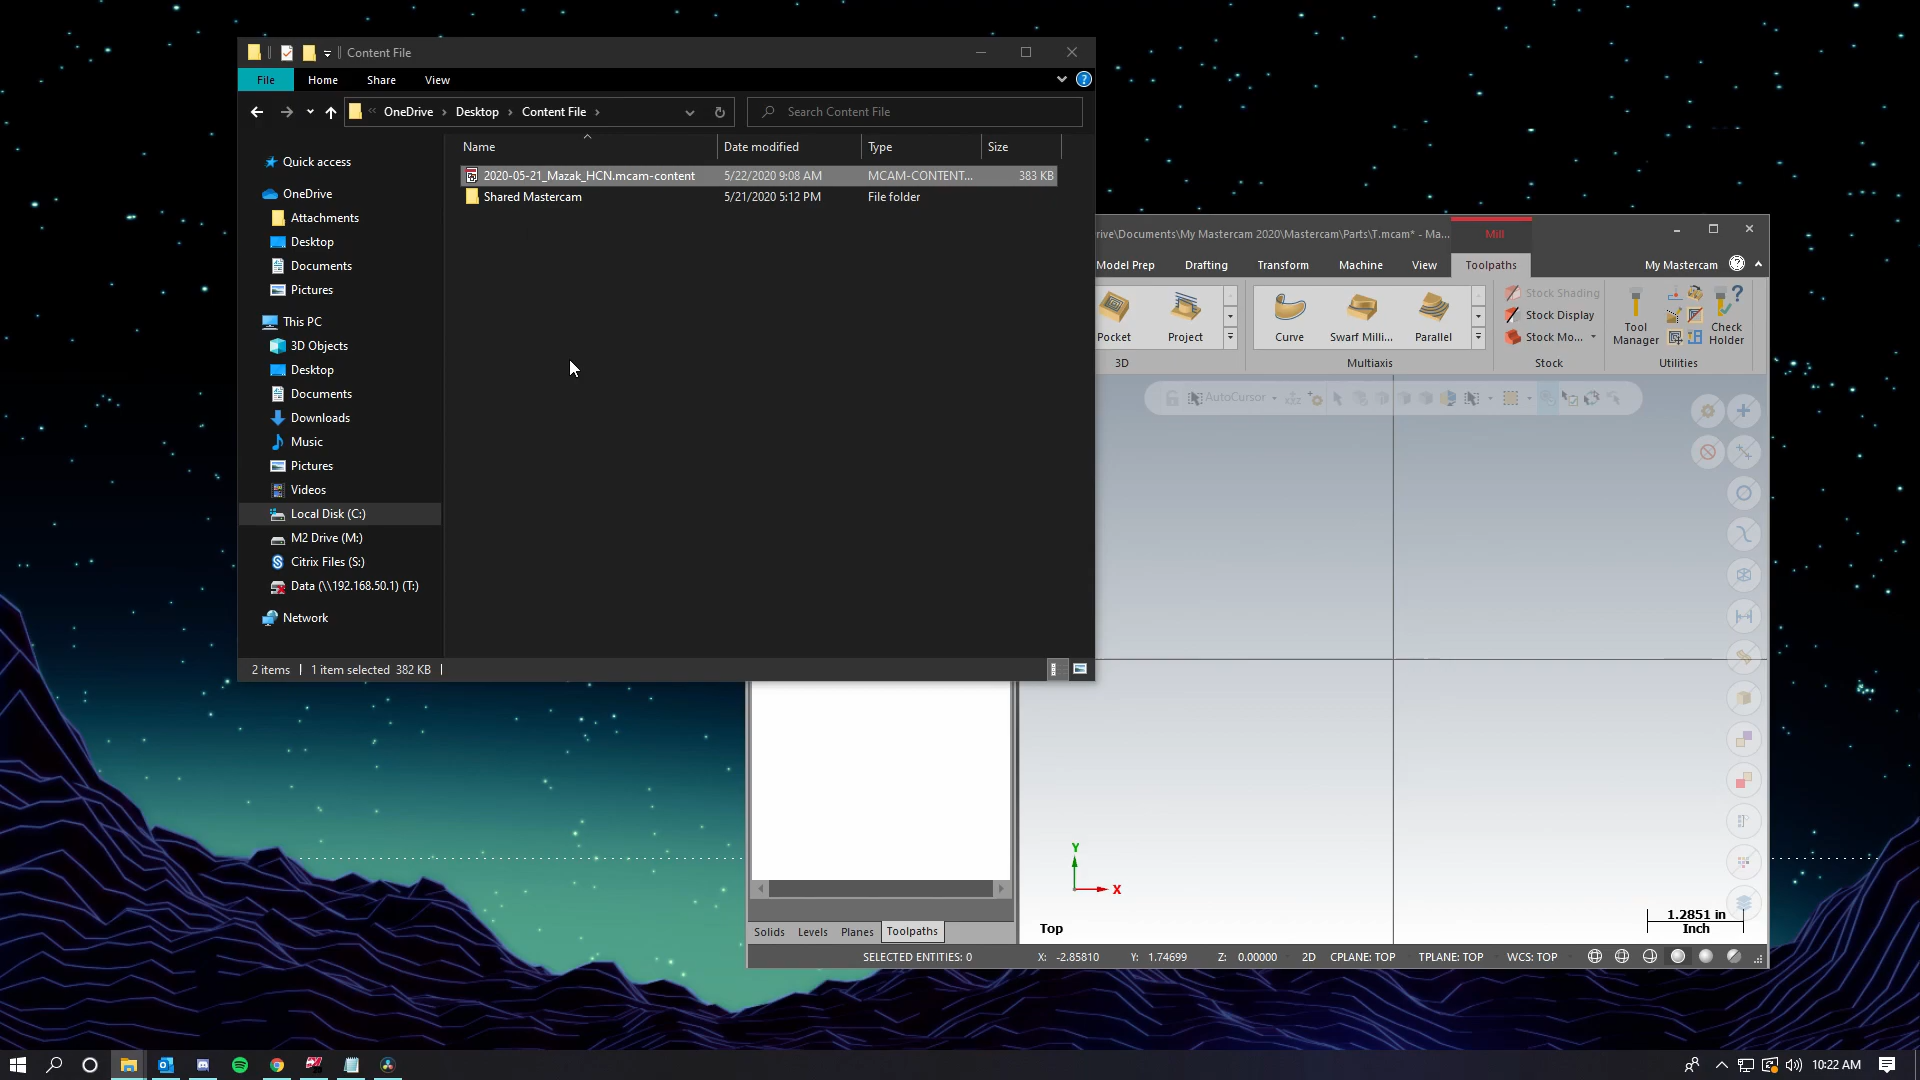 Content File
File
Home
Share
View
OneDrive
Desktop
Content File
Search Content File
Name
Date modified
Type
Size
2020-05-21_Mazak_HCN.mcam-content
5/22/2020 9:08 AM
MCAM-CONTENT...
383 KB
Shared Mastercam
5/21/2020 5:12 PM
File folder
Quick access
OneDrive
Attachments
Desktop
Documents
Pictures
This PC
3D Objects
Desktop
Documents
Downloads
Music
Pictures
Videos
Local Disk (C:)
M2 Drive (M:)
Citrix Files (S:)
Data (\\192.168.50.1) (T:)
Network
2 items
1 item selected 382 KB
rive\Documents\My Mastercam 2020\Mastercam\Parts\T.mcam* - Ma...
Mill
Model Prep
Drafting
Transform
Machine
View
Toolpaths
My Mastercam
Pocket
Project
3D
Curve
Swarf Milli...
Parallel
Multiaxis
Stock Shading
Stock Display
Stock Mo...
Stock
Tool
Manager
Check
Holder
Utilities
AutoCursor
Y
X
Top
1.2851 in
Inch
Solids
Levels
Planes
Toolpaths
SELECTED ENTITIES: 0
X: -2.85810
Y: 1.74699
Z: 0.00000
2D
CPLANE: TOP
TPLANE: TOP
WCS: TOP
10:22 AM